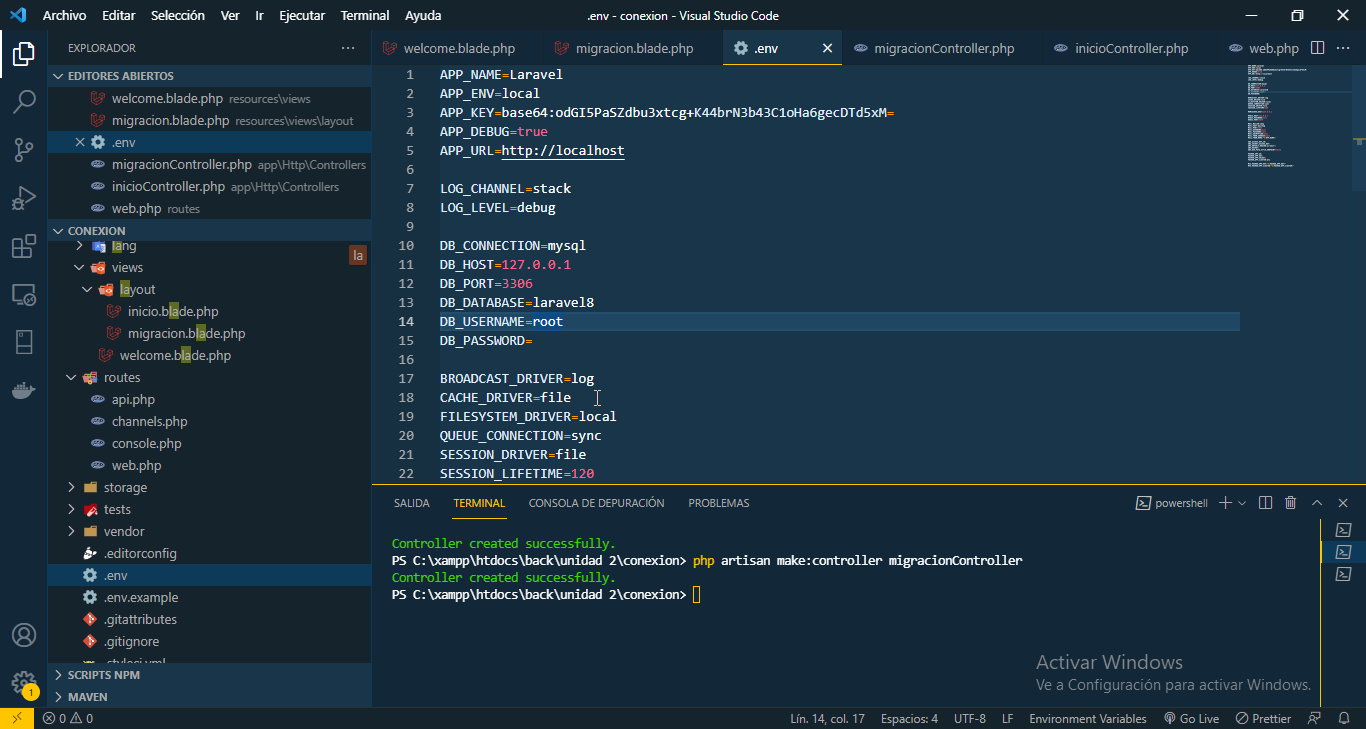 Archivo Editar Selección Ver Ir Ejecutar Terminal Ayuda .env - conexion - Visual Studio Code
EXPLORADOR
welcome.blade.php migracion.blade.php .env migracionController.php inicioController.php web.php
EDITORES ABIERTOS
welcome.blade.php resources\views
migracion.blade.php resources\views\layout
.env
migracionController.php app\Http\Controllers
inicioController.php app\Http\Controllers
web.php routes
CONEXION
lang
la
views
layout
inicio.blade.php
migracion.blade.php
welcome.blade.php
routes
api.php
channels.php
console.php
web.php
storage
tests
vendor
.editorconfig
.env
.env.example
.gitattributes
.gitignore
.styleci.yml
SCRIPTS NPM
MAVEN
1 APP_NAME=Laravel
2 APP_ENV=local
3 APP_KEY=base64:odGI5PaSZdbu3xtcg+K44brN3b43C1oHa6gecDTd5xM=
4 APP_DEBUG=true
5 APP_URL=http://localhost
6
7 LOG_CHANNEL=stack
8 LOG_LEVEL=debug
9
10 DB_CONNECTION=mysql
11 DB_HOST=127.0.0.1
12 DB_PORT=3306
13 DB_DATABASE=laravel8
14 DB_USERNAME=root
15 DB_PASSWORD=
16
17 BROADCAST_DRIVER=log
18 CACHE_DRIVER=file
19 FILESYSTEM_DRIVER=local
20 QUEUE_CONNECTION=sync
21 SESSION_DRIVER=file
22 SESSION_LIFETIME=120
SALIDA TERMINAL CONSOLA DE DEPURACIÓN PROBLEMAS powershell
Controller created successfully.
PS C:\xampp\htdocs\back\unidad 2\conexion> php artisan make:controller migracionController
Controller created successfully.
PS C:\xampp\htdocs\back\unidad 2\conexion>
Activar Windows
Ve a Configuración para activar Windows.
1
0 0 Lín. 14, col. 17 Espacios: 4 UTF-8 LF Environment Variables Go Live Prettier